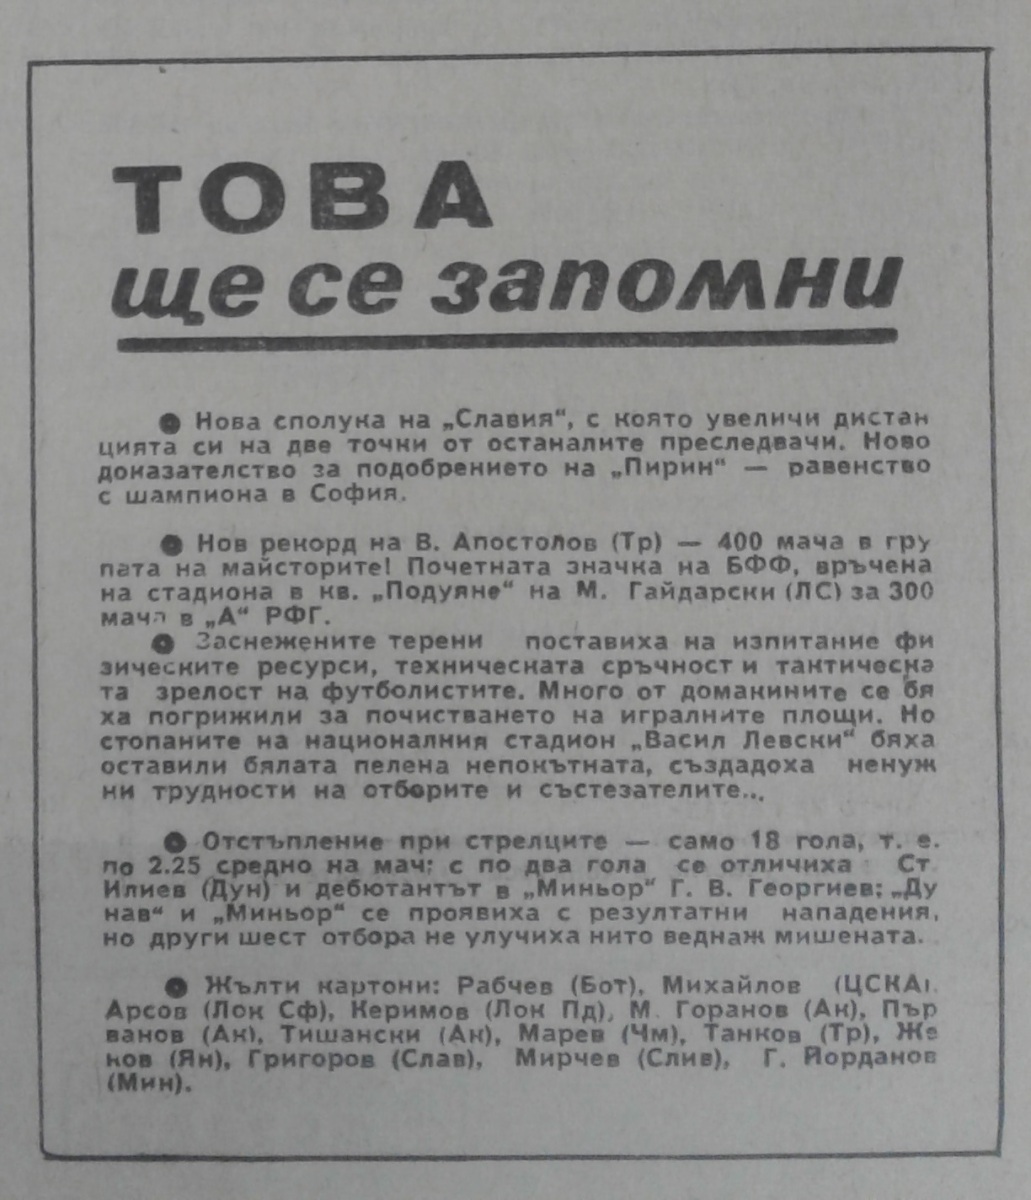 ТОВА
ще се запомни
● Нова сполука на „Славия“, с която увеличи дистан
цията си на две точки от останалите преследвачи. Ново
доказателство за подобрението на „Пирин“ — равенство
с шампиона в София.
● Нов рекорд на В. Апостолов (Тр) — 400 мача в гру
пата на майсторите! Почетната значка на БФФ, връчена
на стадиона в кв. „Подуяне“ на М. Гайдарски (ЛС) за 300
мача в „А“ РФГ.
● Заснежените терени поставиха на изпитание фи
зическите ресурси, техническата сръчност и тактическа
та зрелост на футболистите. Много от домакините се бя
ха погрижили за почистването на игралните площи. Но
стопаните на националния стадион „Васил Левски“ бяха
оставили бялата пелена непокътната, създадоха ненуж
ни трудности на отборите и състезателите...
● Отстъпление при стрелците — само 18 гола, т. е.
по 2.25 средно на мач; с по два гола се отличиха Ст.
Илиев (Дун) и дебютантът в „Миньор“ Г. В. Георгиев; „Ду
нав“ и „Миньор“ се проявиха с резултатни нападения,
но други шест отбора не улучиха нито веднаж мишената.
● Жълти картони: Рабчев (Бот), Михайлов (ЦСКА),
Арсов (Лок Сф), Керимов (Лок Пд), М. Горанов (Ак), Пър
ванов (Ак), Тишански (Ак), Марев (Чм), Танков (Тр), Же
ков (Ян), Григоров (Слав), Мирчев (Слив), Г. Йорданов
(Мин).